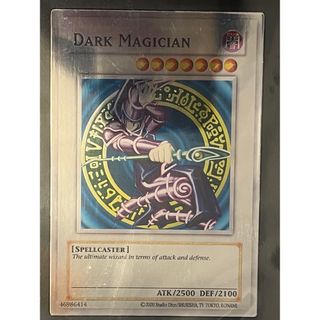 DARK MAGICIAN
[SPELLCASTER]
The ultimate wizard in terms of attack and defense.
ATK/2500 DEF/2100
46986414